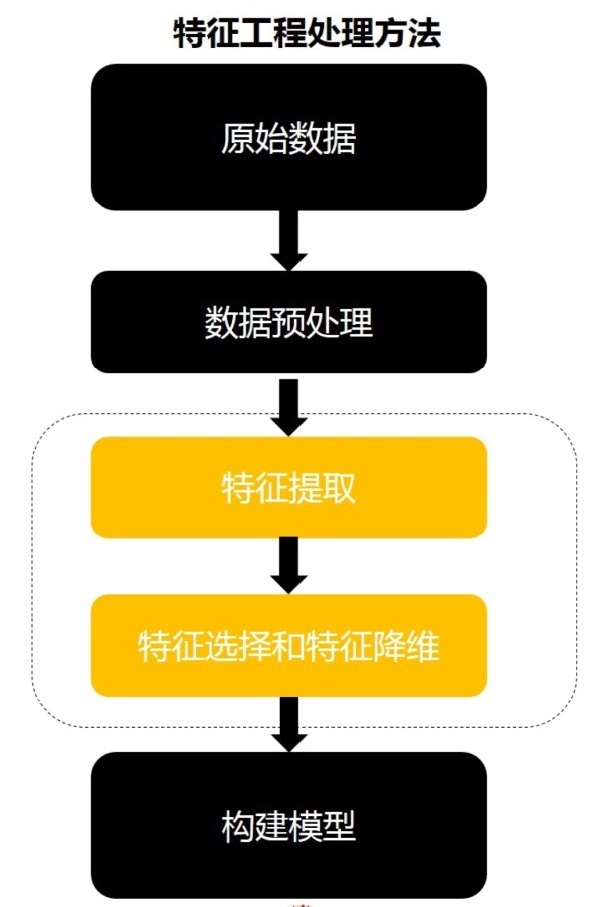 特征工程处理方法
原始数据
数据预处理
特征提取
特征选择和特征降维
构建模型